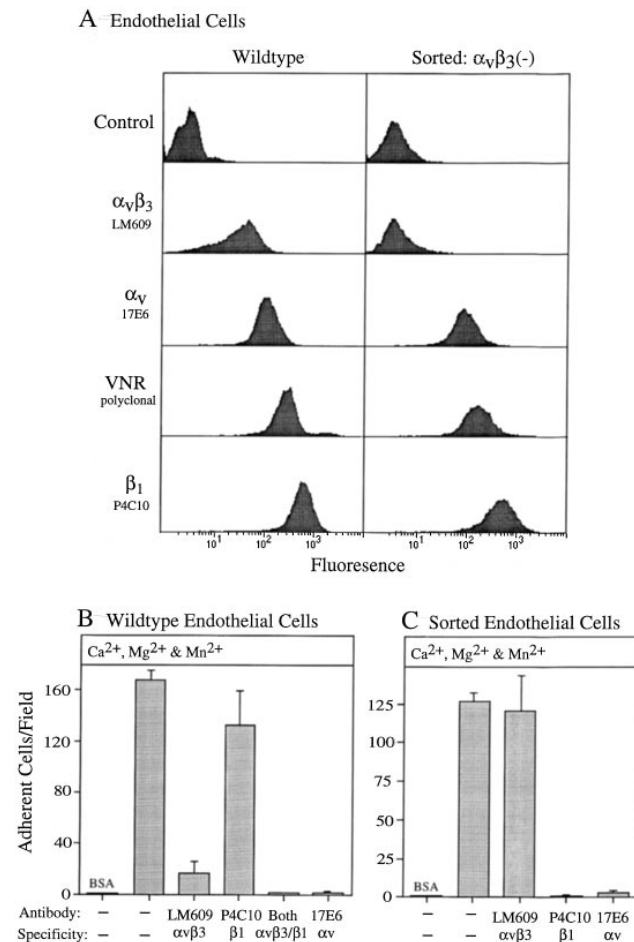 A Endothelial Cells
Wildtype Sorted: αvβ3(-)
Control
αvβ3
LM609
αv
17E6
VNR
polyclonal
β1
P4C10
10¹ 10² 10³ 10¹ 10² 10³
Fluoresence
B Wildtype Endothelial Cells
Ca2+, Mg2+ & Mn2+
Adherent Cells/Field
160
120
80
40
0
BSA
Antibody: – – LM609 P4C10 Both 17E6
Specificity: – – αvβ3 β1 αvβ3/β1 αv
C Sorted Endothelial Cells
Ca2+, Mg2+ & Mn2+
125
100
75
50
25
0
BSA
– – LM609 P4C10 17E6
– – αvβ3 β1 αv